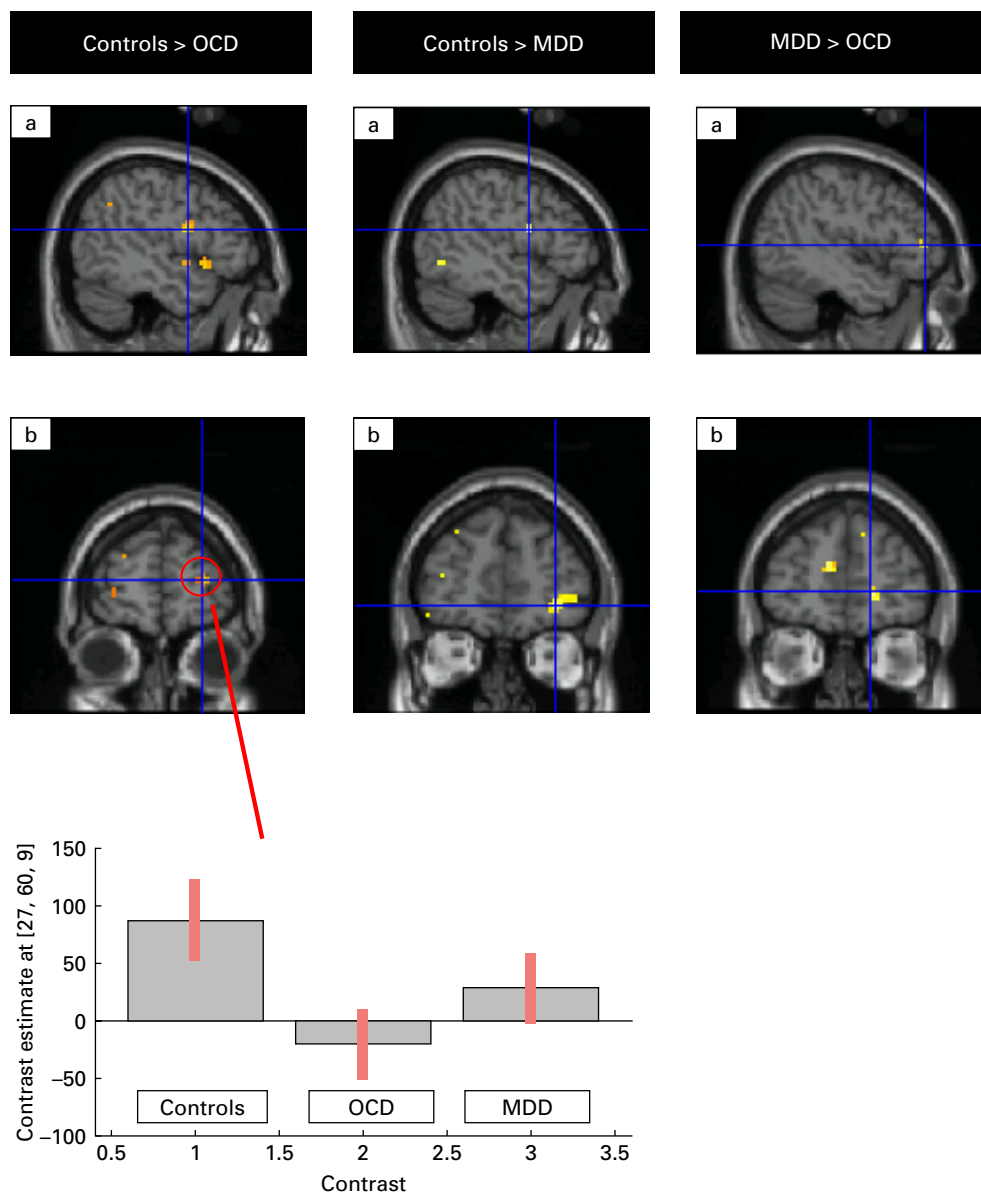 Controls > OCD
Controls > MDD
MDD > OCD
a
a
a
b
b
b
Contrast estimate at [27, 60, 9]
150
100
50
0
−50
−100
Controls
OCD
MDD
0.5 1 1.5 2 2.5 3 3.5
Contrast